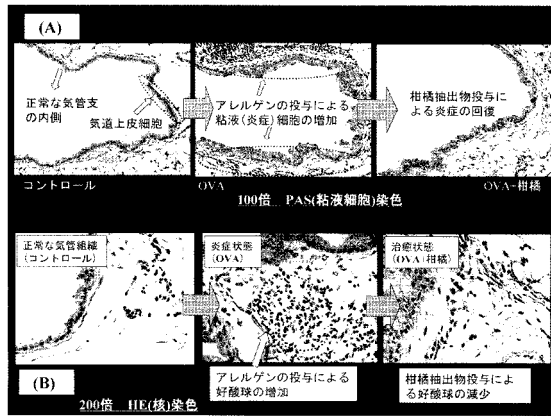 (A)
正常な気管支
の内側
気道上皮細胞
アレルゲンの投与による
粘液(炎症)細胞の増加
柑橘抽出物投与
による炎症の回復
コントロール
OVA
OVA+柑橘
100倍 PAS(粘液細胞)染色
正常な気管組織
(コントロール)
炎症状態
(OVA)
治癒状態
(OVA+柑橘)
アレルゲンの投与による
好酸球の増加
柑橘抽出物投与によ
る好酸球の減少
(B)
200倍 HE(核)染色